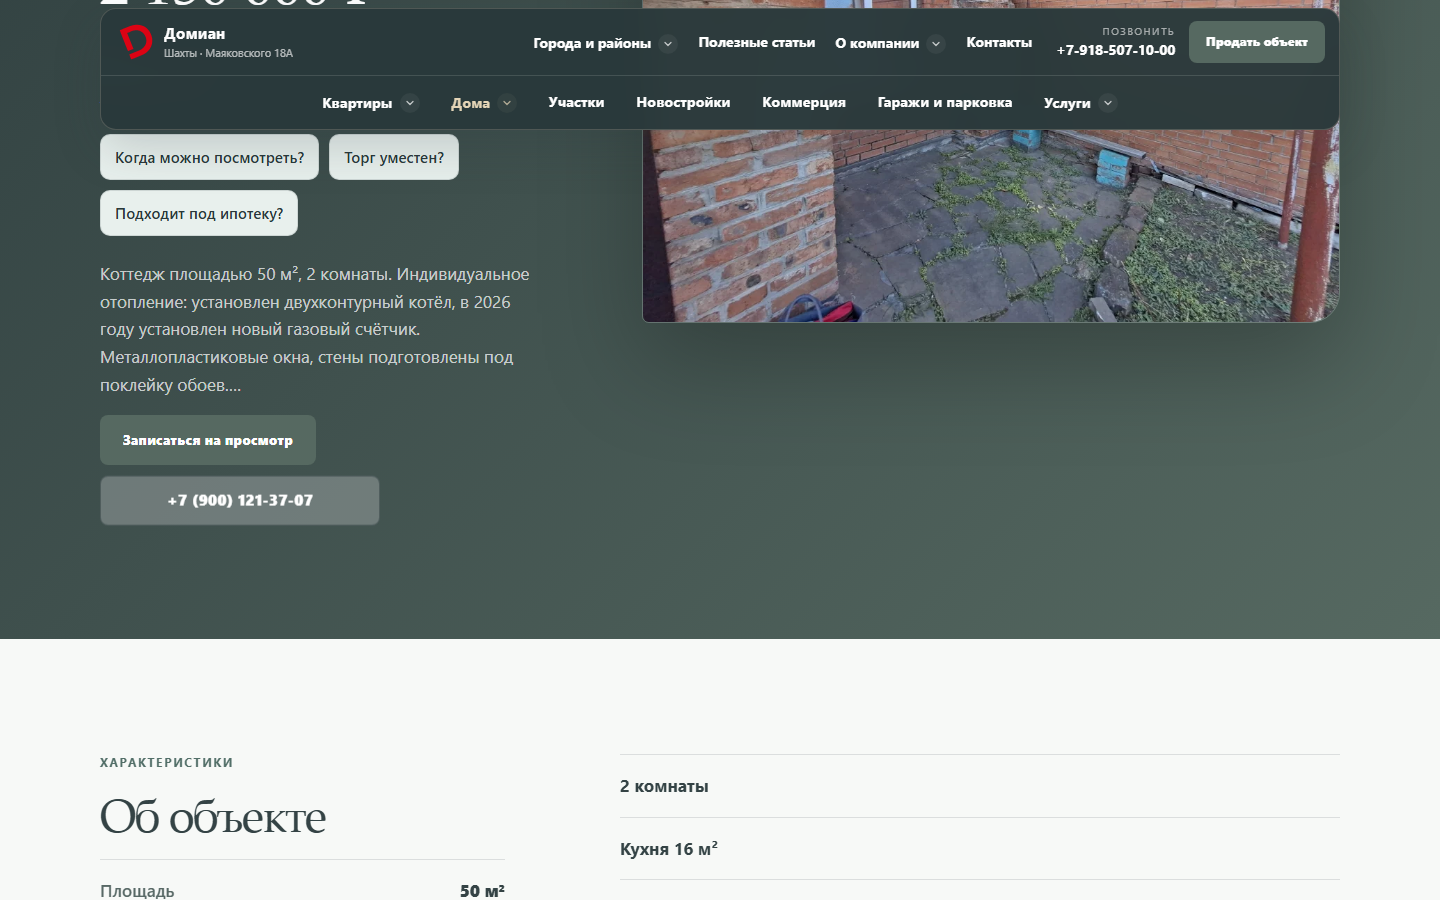 Домиан
Шахты · Маяковского 18А
Города и районы
Полезные статьи
О компании
Контакты
ПОЗВОНИТЬ
+7-918-507-10-00
Продать объект
Квартиры
Дома
Участки
Новостройки
Коммерция
Гаражи и парковка
Услуги
Когда можно посмотреть?
Торг уместен?
Подходит под ипотеку?
Коттедж площадью 50 м², 2 комнаты. Индивидуальное
отопление: установлен двухконтурный котёл, в 2026
году установлен новый газовый счётчик.
Металлопластиковые окна, стены подготовлены под
поклейку обоев....
Записаться на просмотр
+7 (900) 121-37-07
ХАРАКТЕРИСТИКИ
Об объекте
Площадь
50 м²
2 комнаты
Кухня 16 м²